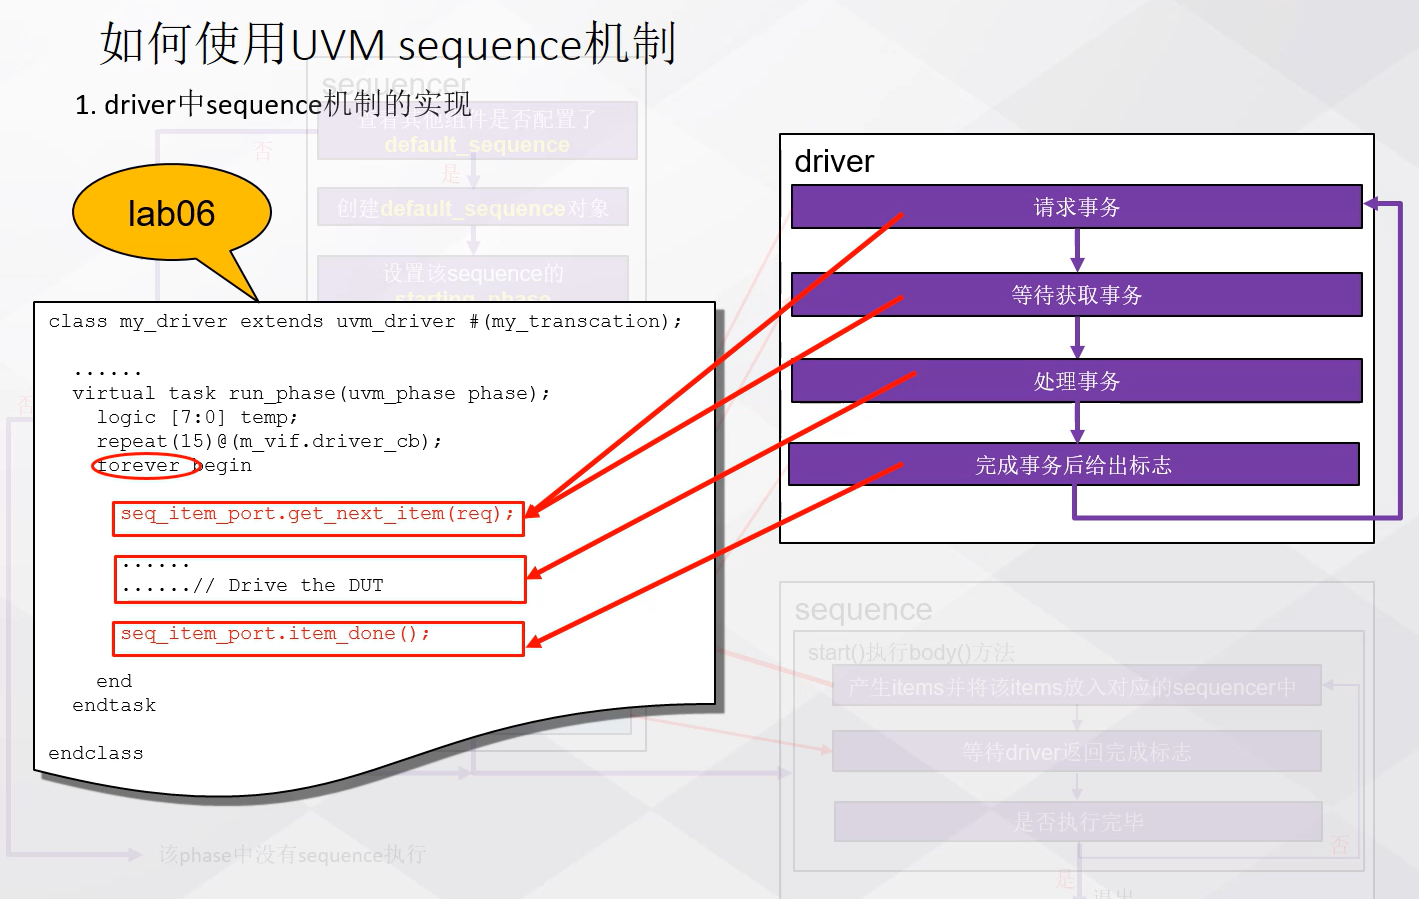 如何使用UVM sequence机制
sequencer
1. driver中sequence机制的实现
查看其他组件是否配置了
default_sequence
否
是
创建default_sequence对象
设置该sequence的
starting_phase
lab06
class my_driver extends uvm_driver #(my_transcation);
......
virtual task run_phase(uvm_phase phase);
logic [7:0] temp;
repeat(15)@(m_vif.driver_cb);
forever begin
seq_item_port.get_next_item(req);
......
......// Drive the DUT
seq_item_port.item_done();
end
endtask
endclass
否
该phase中没有sequence执行
driver
请求事务
等待获取事务
处理事务
完成事务后给出标志
sequence
start()执行body()方法
产生items并将该items放入对应的sequencer中
等待driver返回完成标志
是否执行完毕
否
是
退出